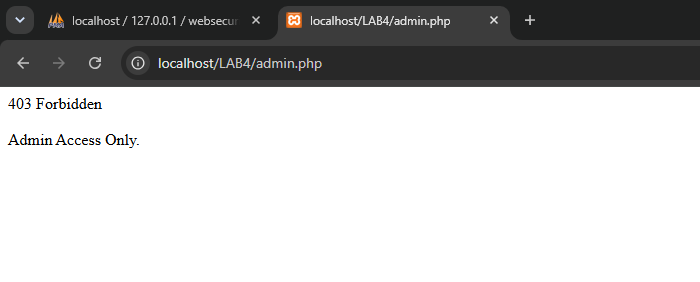 localhost / 127.0.0.1 / websecur
localhost/LAB4/admin.php
localhost/LAB4/admin.php
403 Forbidden
Admin Access Only.